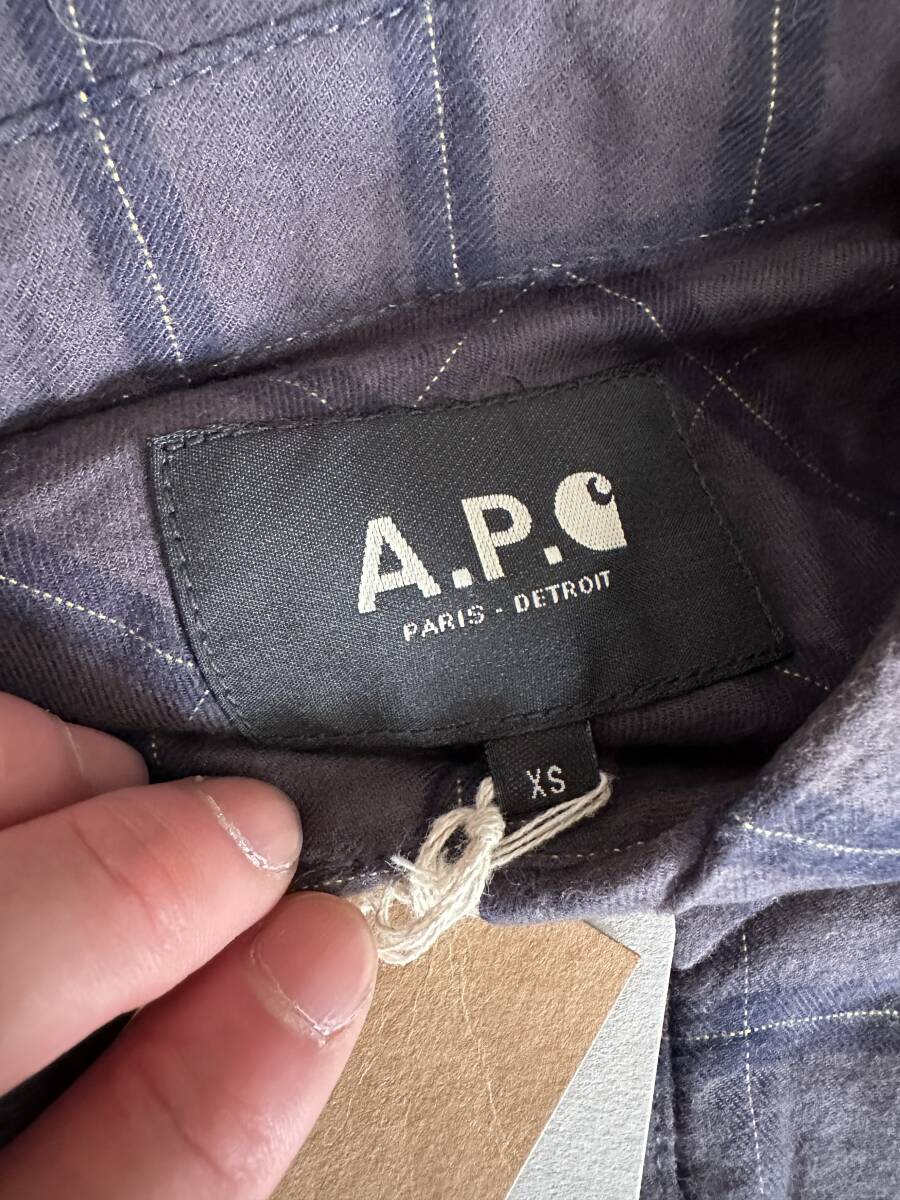 A.P.C
PARIS - DETROIT
XS